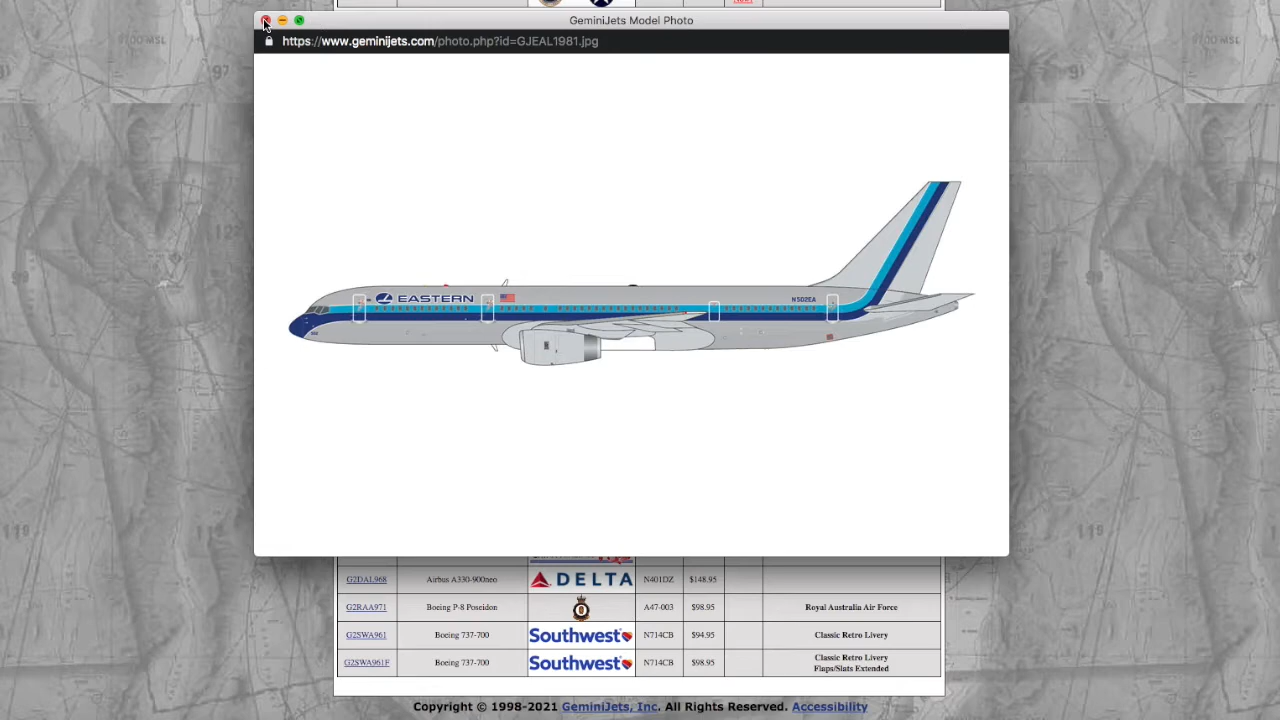 GeminiJets Model Photo
https://www.geminijets.com/photo.php?id=GJEAL1981.jpg
EASTERN
N502EA
G2DAL968 Airbus A330-900neo DELTA N401DZ $148.95
G2RAA971 Boeing P-8 Poseidon A47-003 $98.95 Royal Australia Air Force
G2SWA961 Boeing 737-700 Southwest N714CB $94.95 Classic Retro Livery
G2SWA961F Boeing 737-700 Southwest N714CB $98.95 Classic Retro Livery
Flaps/Slats Extended
Copyright © 1998-2021 GeminiJets, Inc. All Rights Reserved. Accessibility